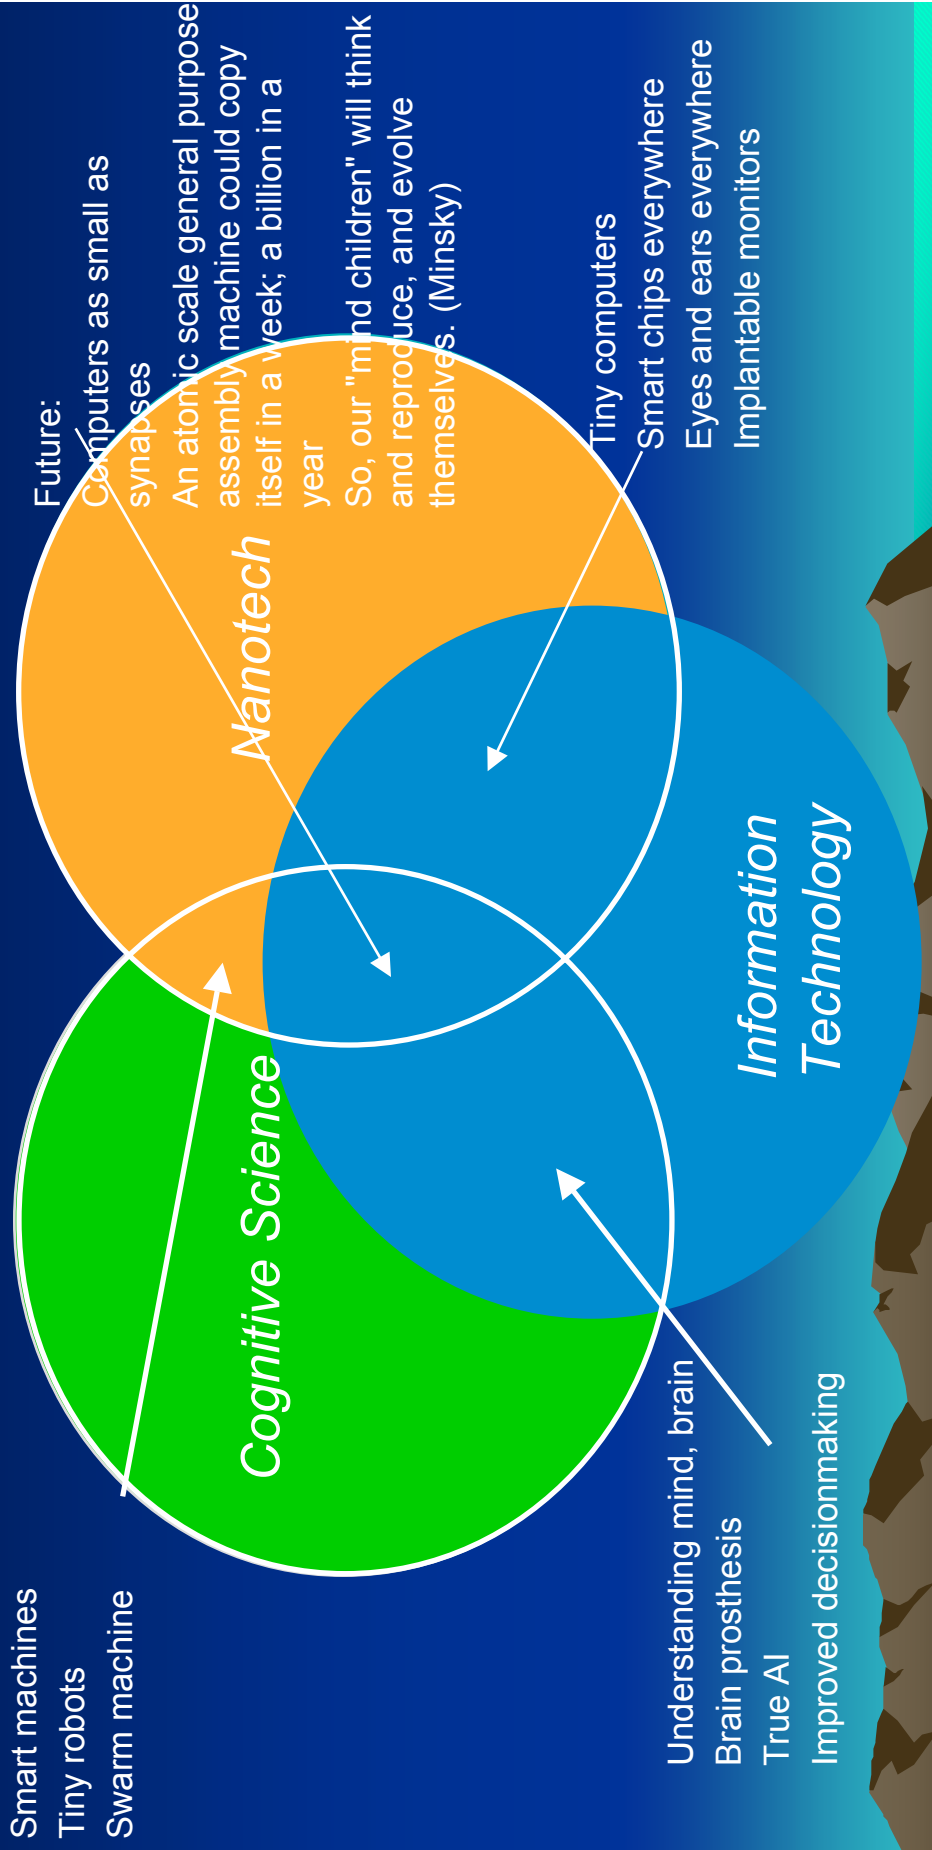 Smart machines
Tiny robots
Swarm machine
Future:
Computers as small as
synapses
An atomic scale general purpose
assembly machine could copy
itself in a week; a billion in a
year
So, our "mind children" will think
and reproduce, and evolve
themselves. (Minsky)
Cognitive Science
Nanotech
Tiny computers
Smart chips everywhere
Eyes and ears everywhere
Implantable monitors
Understanding mind, brain
Brain prosthesis
True AI
Improved decisionmaking
Information
Technology